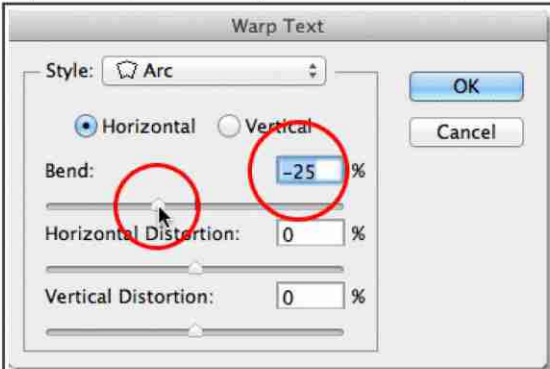 Warp Text
Style: Arc
OK
Horizontal Vertical
Cancel
Bend: -25 %
Horizontal Distortion: 0 %
Vertical Distortion: 0 %